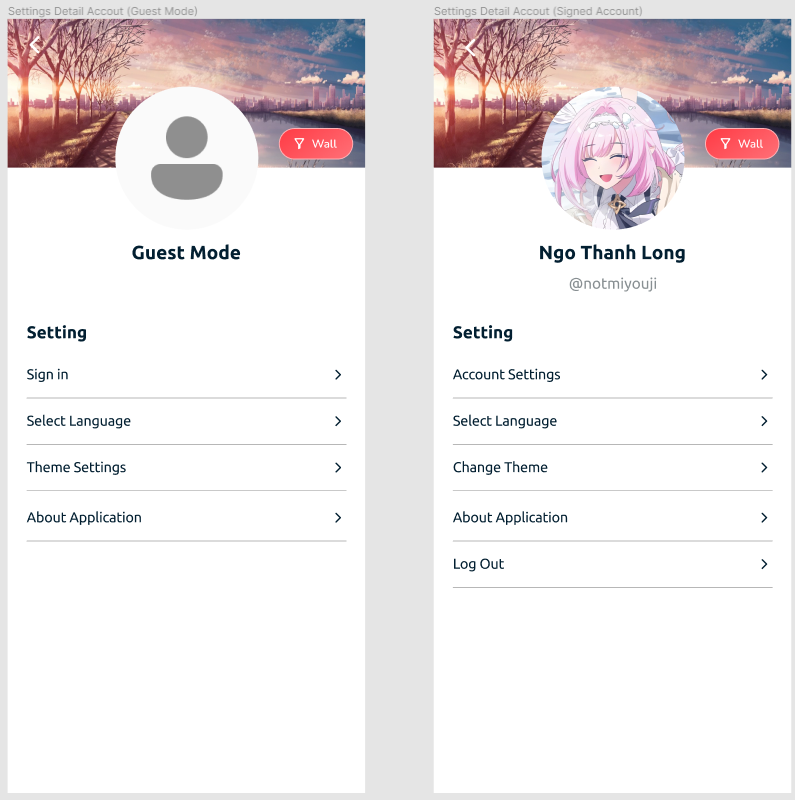 Settings Detail Accout (Guest Mode)
Wall
Guest Mode
Setting
Sign in
Select Language
Theme Settings
About Application
Settings Detail Accout (Signed Account)
Wall
Ngo Thanh Long
@notmiyouji
Setting
Account Settings
Select Language
Change Theme
About Application
Log Out